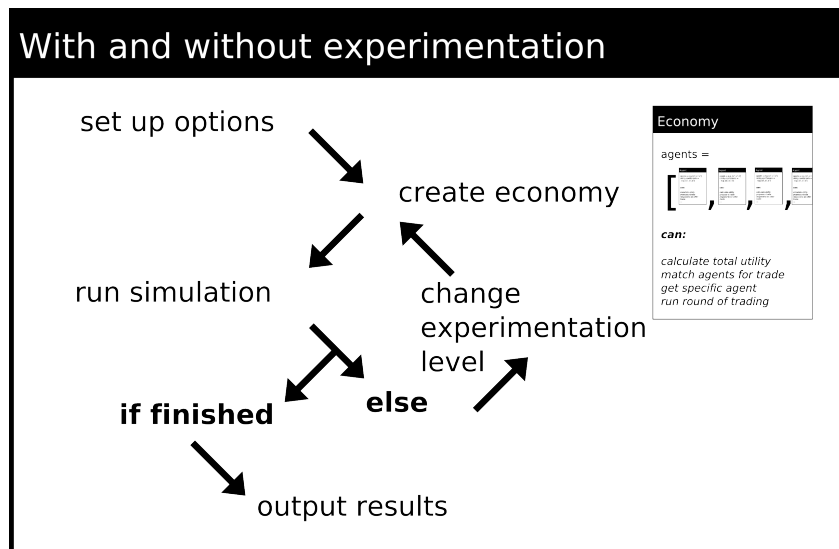 With and without experimentation
set up options
create economy
run simulation
change
experimentation
level
if finished
else
output results
Economy
agents =
[ , , ,
can:
calculate total utility
match agents for trade
get specific agent
run round of trading